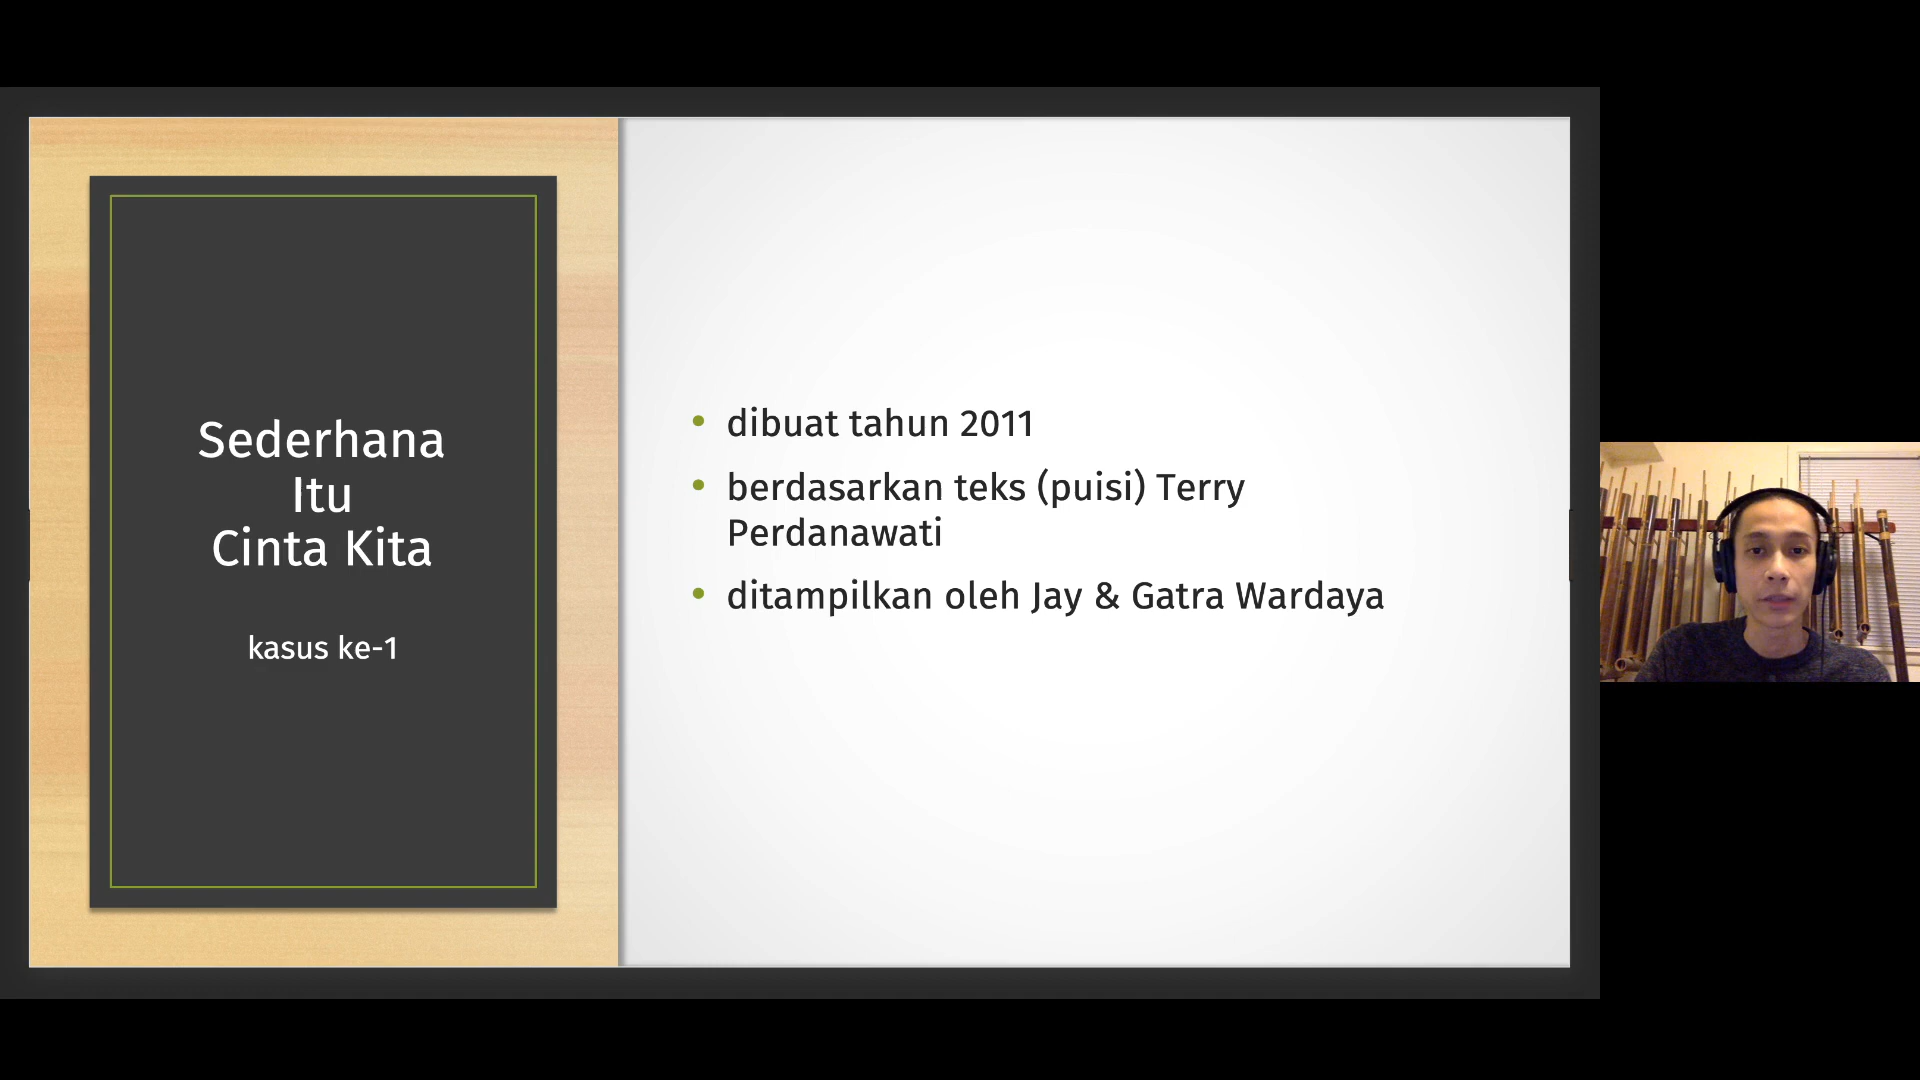 Sederhana
Itu
Cinta Kita
kasus ke-1
• dibuat tahun 2011
• berdasarkan teks (puisi) Terry
Perdanawati
• ditampilkan oleh Jay & Gatra Wardaya